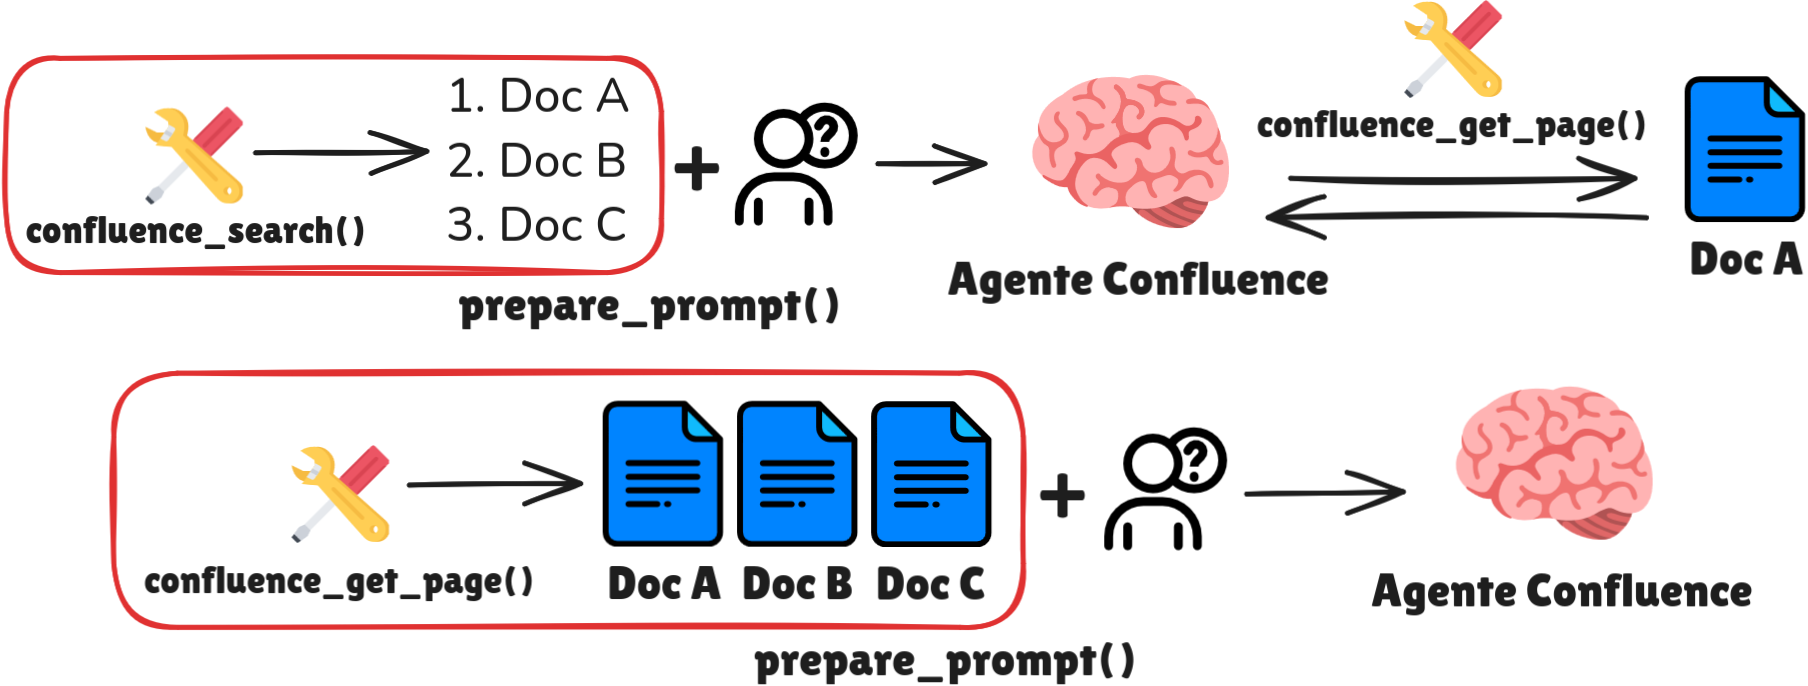 1. Doc A
2. Doc B
3. Doc C
confluence_search()
prepare_prompt()
?
Agente Confluence
confluence_get_page()
Doc A
confluence_get_page()
Doc A
Doc B
Doc C
prepare_prompt()
?
Agente Confluence